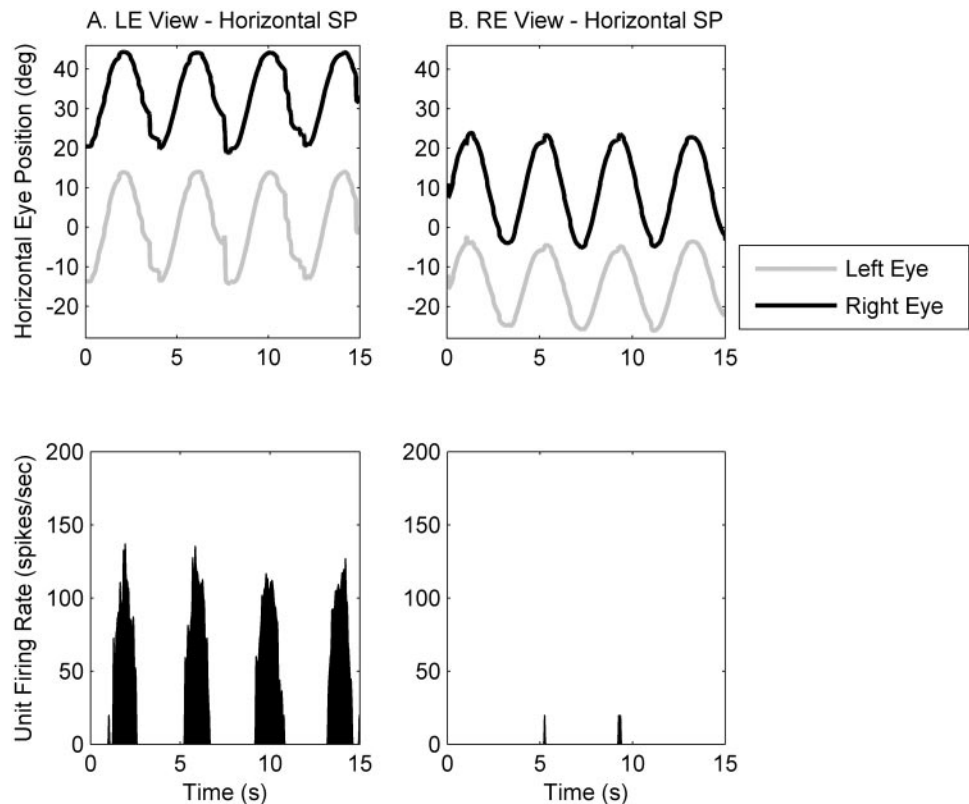 A. LE View - Horizontal SP
B. RE View - Horizontal SP
Horizontal Eye Position (deg)
40
30
20
10
0
-10
-20
0 5 10 15
40
30
20
10
0
-10
-20
0 5 10 15
Left Eye
Right Eye
Unit Firing Rate (spikes/sec)
200
150
100
50
0
0 5 10 15
Time (s)
200
150
100
50
0
0 5 10 15
Time (s)